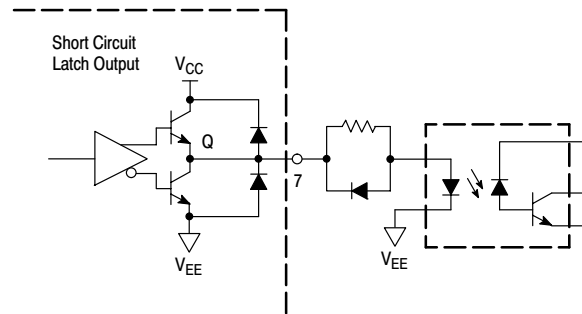 Short Circuit
Latch Output
VCC
Q
7
VEE
VEE